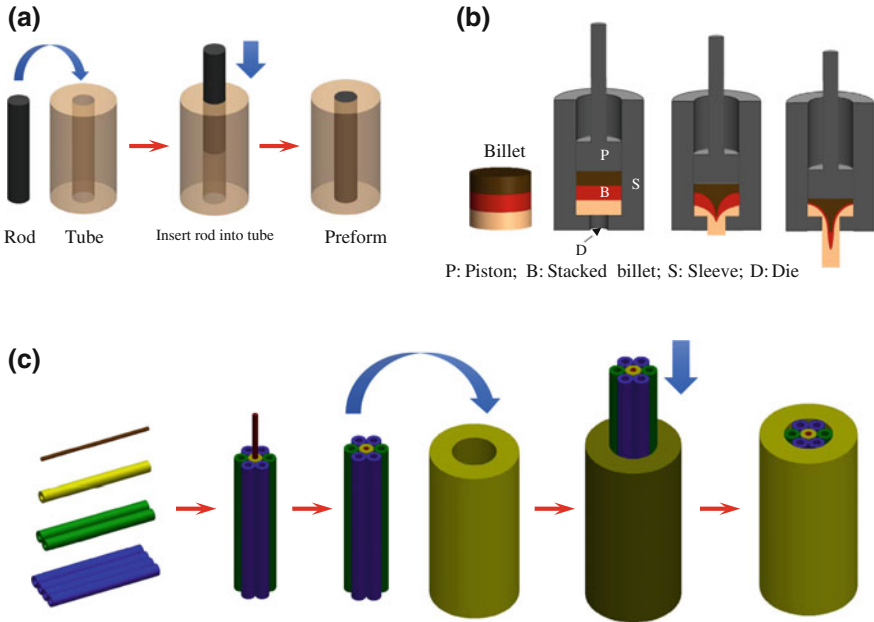 (a)
Rod
Tube
Insert rod into tube
Preform
(b)
Billet
P
B
S
D
P: Piston; B: Stacked billet; S: Sleeve; D: Die
(c)